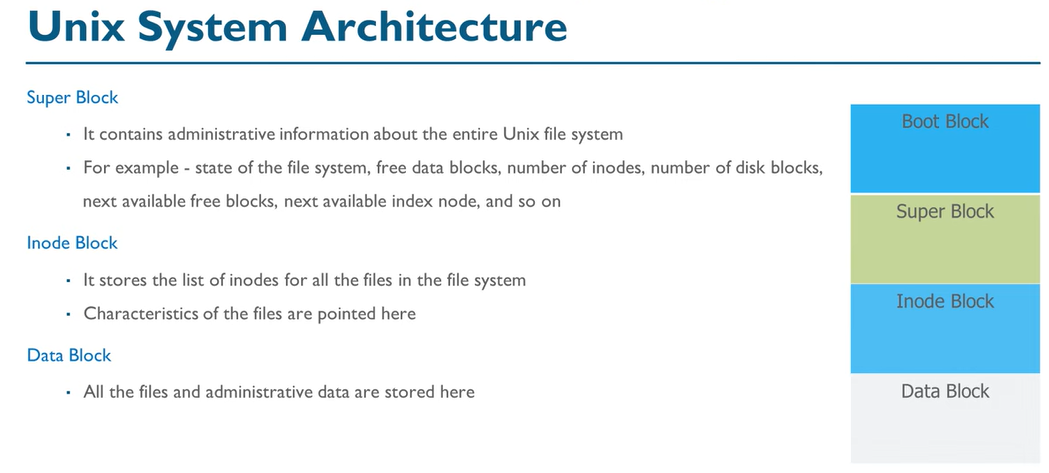 Unix System Architecture
Super Block
▪ It contains administrative information about the entire Unix file system
▪ For example - state of the file system, free data blocks, number of inodes, number of disk blocks,
next available free blocks, next available index node, and so on
Inode Block
▪ It stores the list of inodes for all the files in the file system
▪ Characteristics of the files are pointed here
Data Block
▪ All the files and administrative data are stored here
Boot Block
Super Block
Inode Block
Data Block